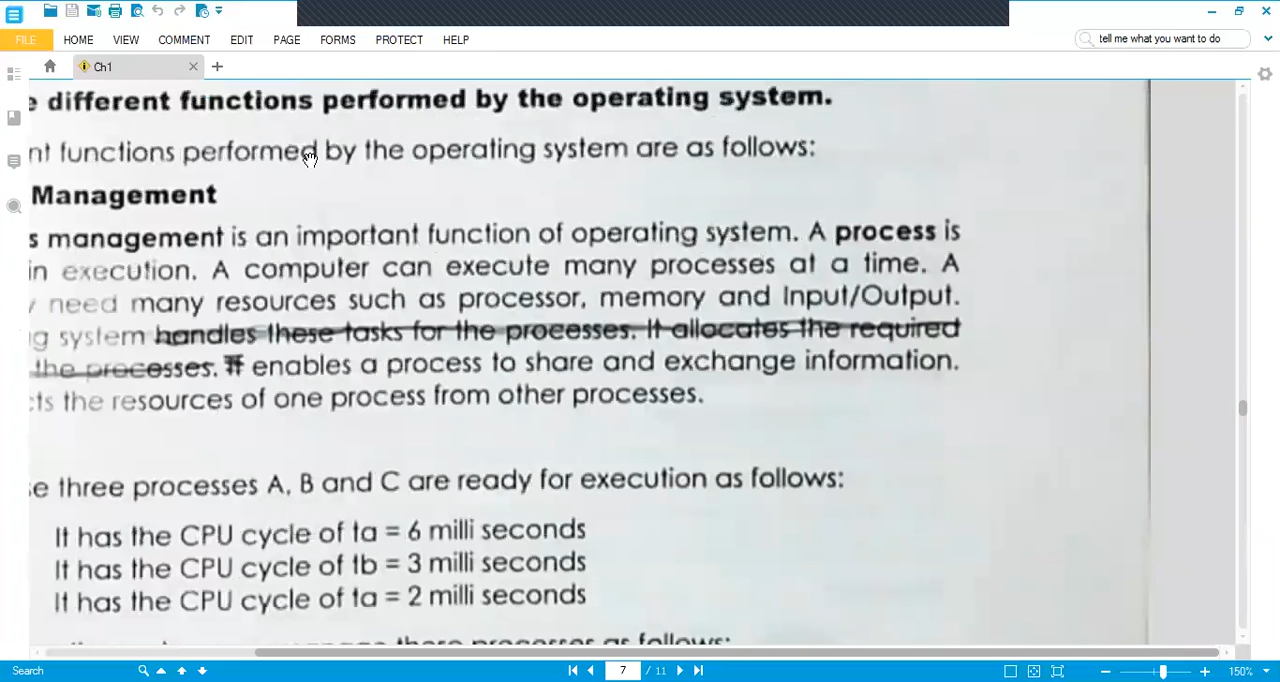 FILE HOME VIEW COMMENT EDIT PAGE FORMS PROTECT HELP tell me what you want to do
Ch1
e different functions performed by the operating system.
nt functions performed by the operating system are as follows:
Management
s management is an important function of operating system. A process is
in execution. A computer can execute many processes at a time. A
need many resources such as processor, memory and Input/Output.
g system handles these tasks for the processes. It allocates the required
the processes. It enables a process to share and exchange information.
cts the resources of one process from other processes.
e three processes A, B and C are ready for execution as follows:
It has the CPU cycle of ta = 6 milli seconds
It has the CPU cycle of tb = 3 milli seconds
It has the CPU cycle of ta = 2 milli seconds
these processes as follows:
Search 7 / 11 150%